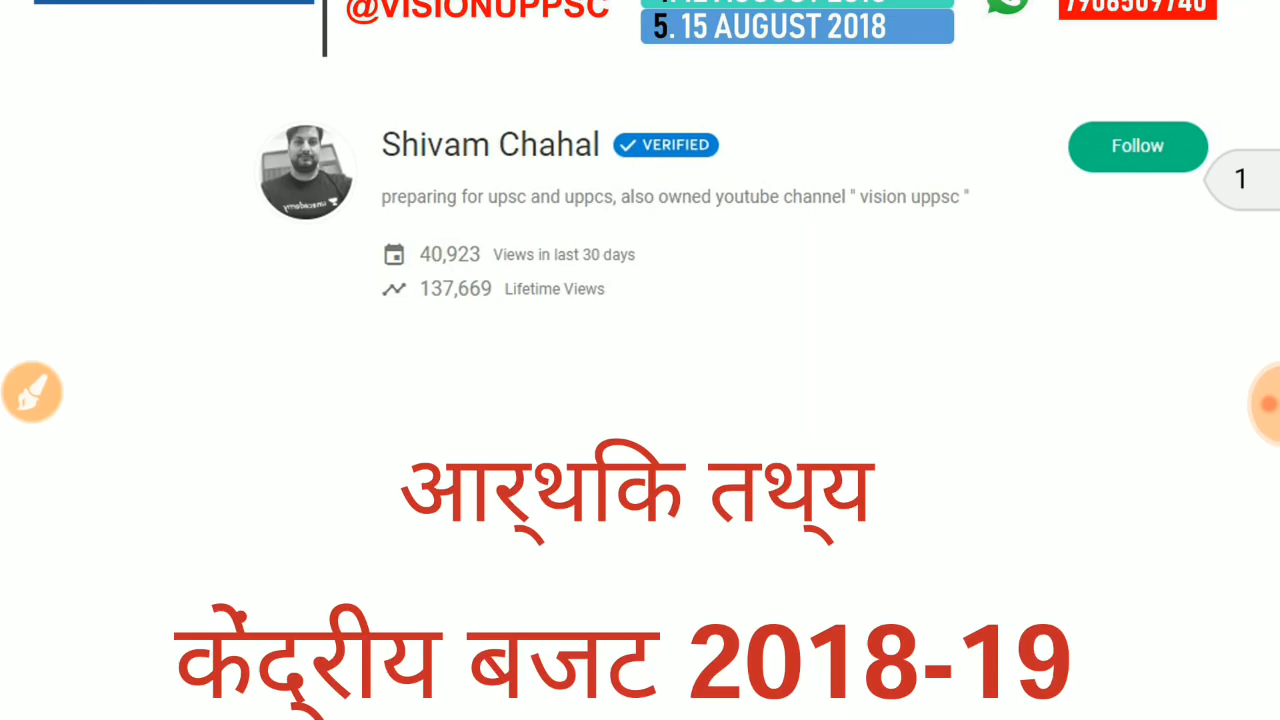 @VISIONUPPSC
5. 15 AUGUST 2018
7908509740
Shivam Chahal
VERIFIED
Follow
1
preparing for upsc and uppcs, also owned youtube channel " vision uppsc "
40,923 Views in last 30 days
137,669 Lifetime Views
आर्थिक तथ्य
केंद्रीय बजट 2018-19